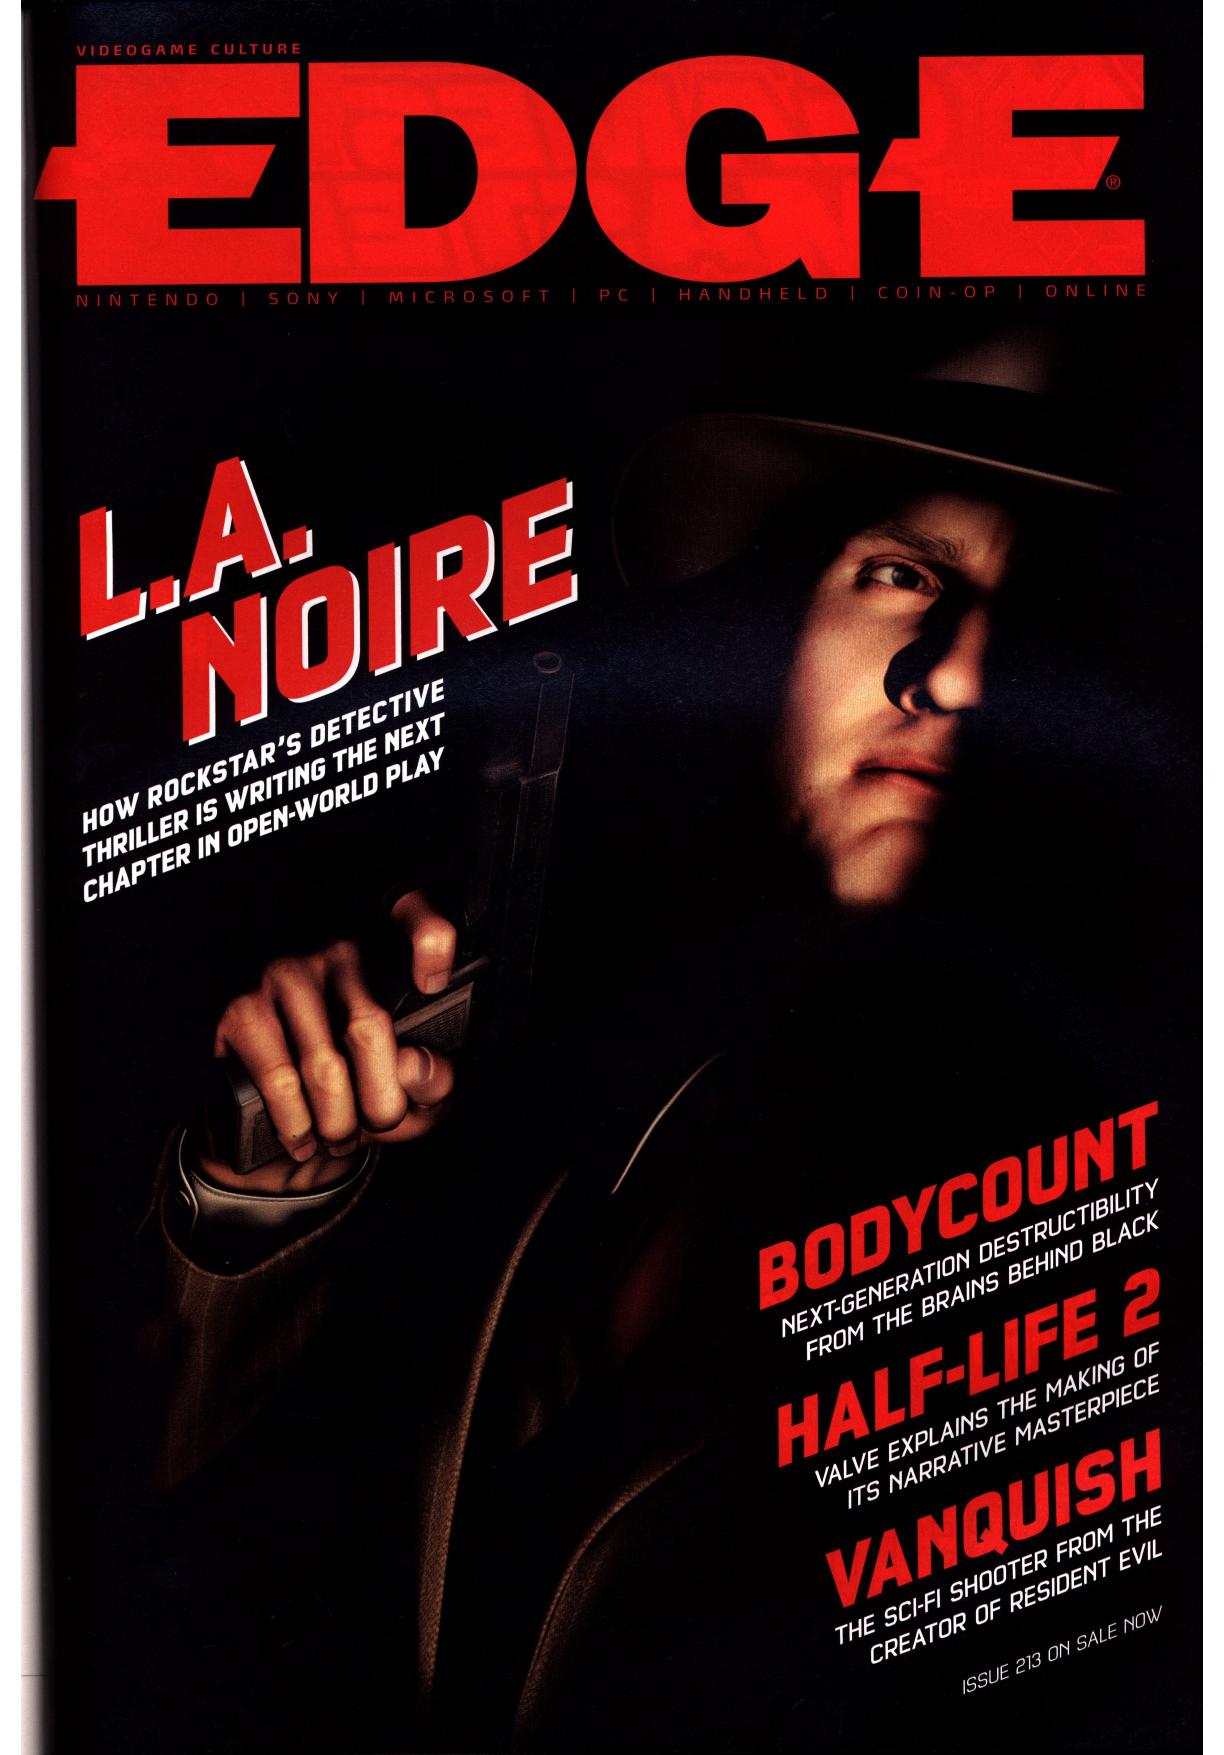 VIDEOGAME CULTURE
EDGE®
NINTENDO | SONY | MICROSOFT | PC | HANDHELD | COIN-OP | ONLINE
L.A.
NOIRE
HOW ROCKSTAR'S DETECTIVE
THRILLER IS WRITING THE NEXT
CHAPTER IN OPEN-WORLD PLAY
BODYCOUNT
NEXT-GENERATION DESTRUCTIBILITY
FROM THE BRAINS BEHIND BLACK
HALF-LIFE 2
VALVE EXPLAINS THE MAKING OF
ITS NARRATIVE MASTERPIECE
VANQUISH
THE SCI-FI SHOOTER FROM THE
CREATOR OF RESIDENT EVIL
ISSUE 213 ON SALE NOW